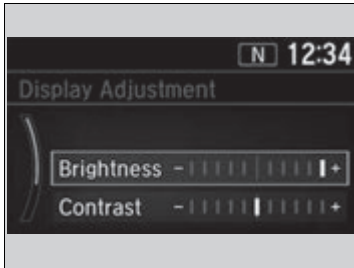 N 12:34
Display Adjustment
Brightness - +
Contrast - +